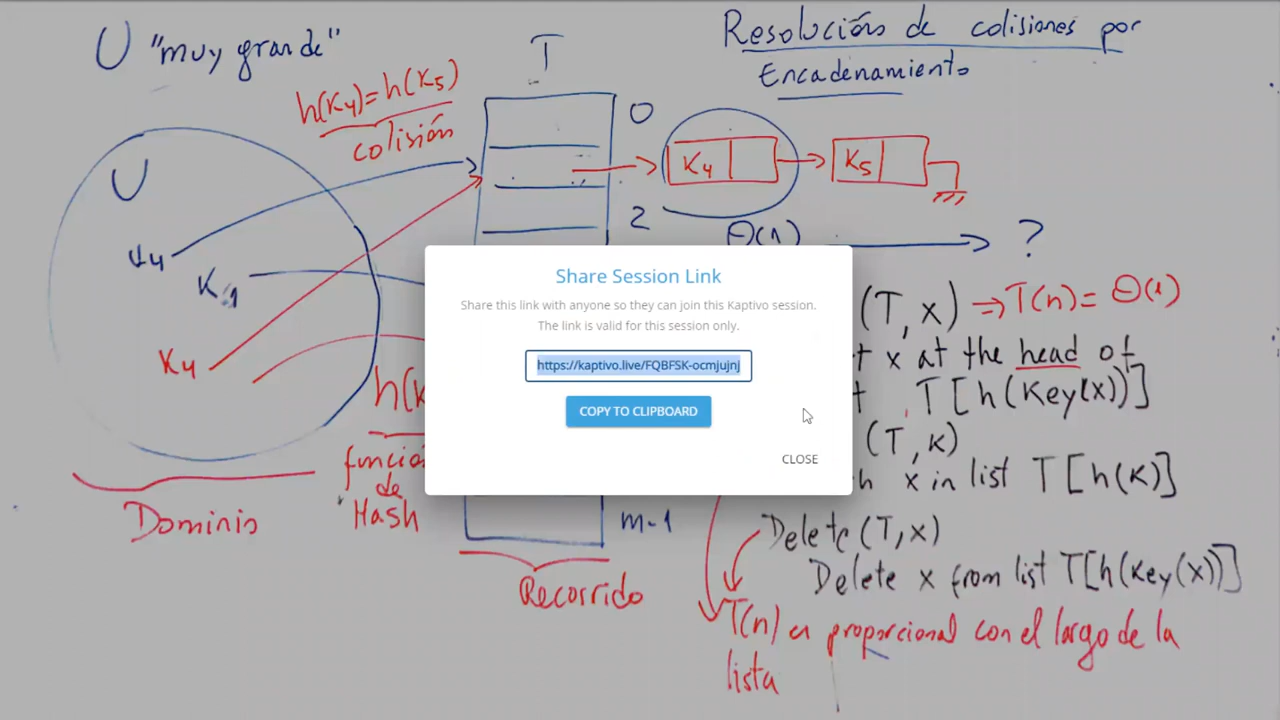 U "muy grande"
T
Resolución de colisiones por
Encadenamiento
h(K4)=h(K5)
colisión
0
K4
K5
U
2
Θ(1)
?
K4
K1
K4
Share Session Link
Share this link with anyone so they can join this Kaptivo session.
The link is valid for this session only.
https://kaptivo.live/FQBFSK-ocmjujnj
COPY TO CLIPBOARD
CLOSE
(T, x) → T(n) = Θ(1)
x at the head of
T[h(Key(x))]
(T, K)
x in list T[h(K)]
h(K
de
Hash
Dominio
m-1
Recorrido
Delete (T, x)
Delete x from list T[h(Key(x))]
T(n) es proporcional con el largo de la
lista